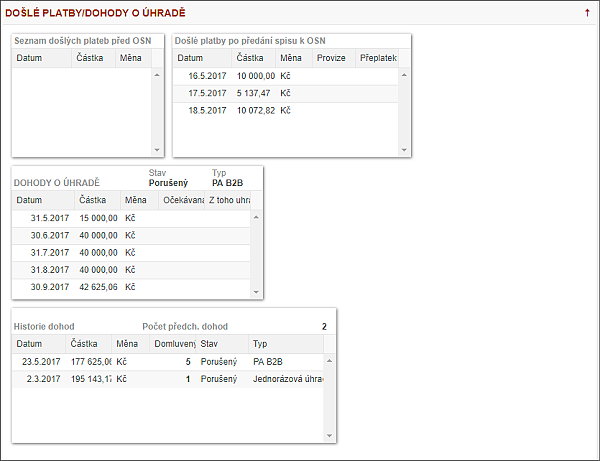 DOŠLÉ PLATBY/DOHODY O ÚHRADĚ
Seznam došlých plateb před OSN
Datum Částka Měna
Došlé platby po předání spisu k OSN
Datum Částka Měna Provize Přeplatek
16.5.2017 10 000,00 Kč
17.5.2017 5 137,47 Kč
18.5.2017 10 072,82 Kč
DOHODY O ÚHRADĚ Stav Typ
Porušený PA B2B
Datum Částka Měna Očekávaná Z toho uhra
31.5.2017 15 000,00 Kč
30.6.2017 40 000,00 Kč
31.7.2017 40 000,00 Kč
31.8.2017 40 000,00 Kč
30.9.2017 42 625,06 Kč
Historie dohod Počet předch. dohod 2
Datum Částka Měna Domluvený Stav Typ
23.5.2017 177 625,06 Kč 5 Porušený PA B2B
2.3.2017 195 143,17 Kč 1 Porušený Jednorázová úhrad